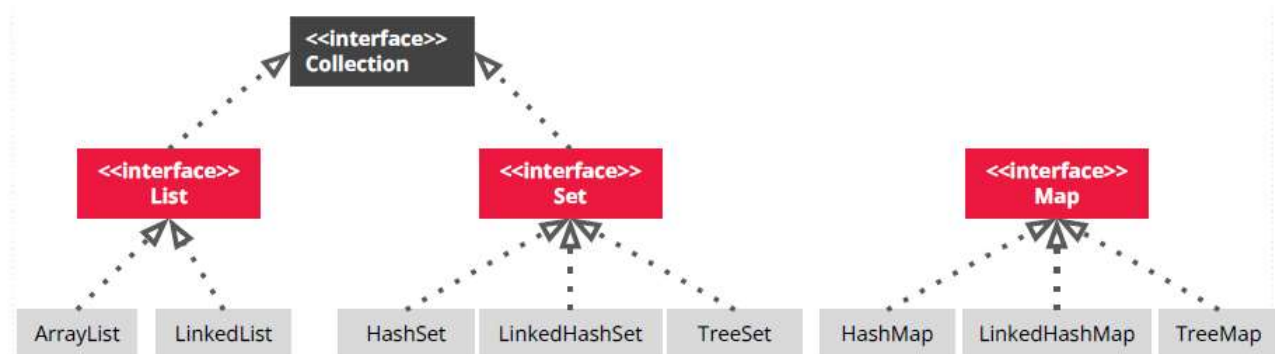 <<interface>>
Collection
<<interface>>
List
<<interface>>
Set
<<interface>>
Map
ArrayList
LinkedList
HashSet
LinkedHashSet
TreeSet
HashMap
LinkedHashMap
TreeMap